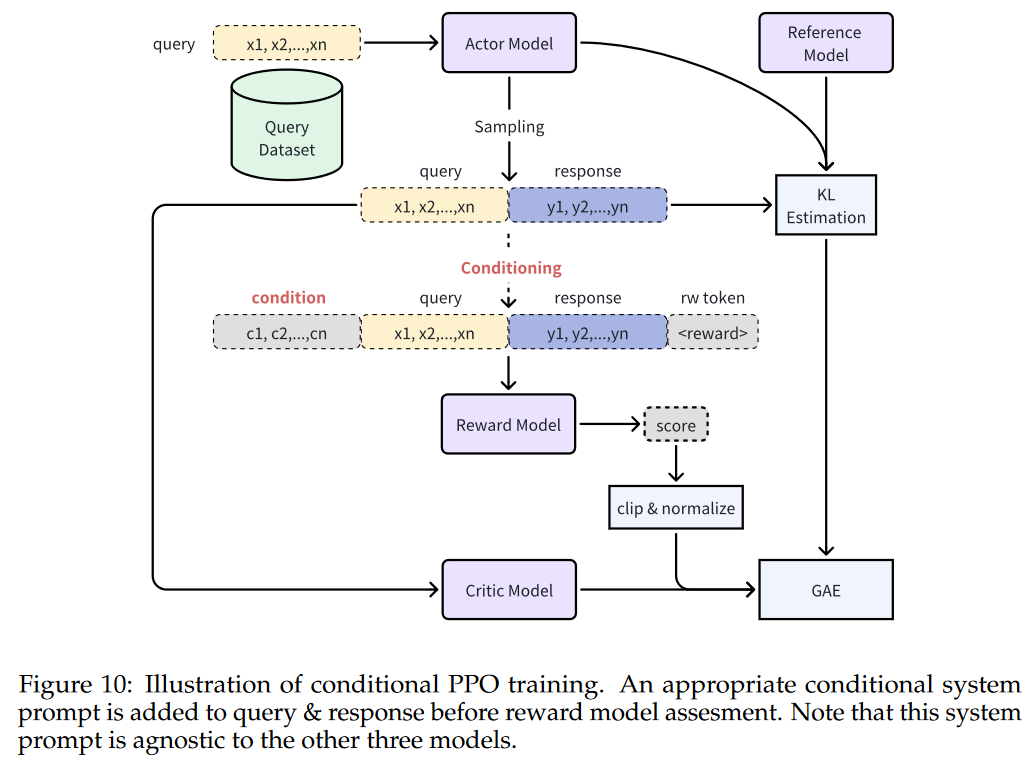 query
x1, x2,...,xn
Actor Model
Reference
Model
Query
Dataset
Sampling
query
response
x1, x2,...,xn
y1, y2,...,yn
KL
Estimation
Conditioning
condition
query
response
rw token
c1, c2,...,cn
x1, x2,...,xn
y1, y2,...,yn
<reward>
Reward Model
score
clip & normalize
Critic Model
GAE
Figure 10: Illustration of conditional PPO training. An appropriate conditional system
prompt is added to query & response before reward model assesment. Note that this system
prompt is agnostic to the other three models.